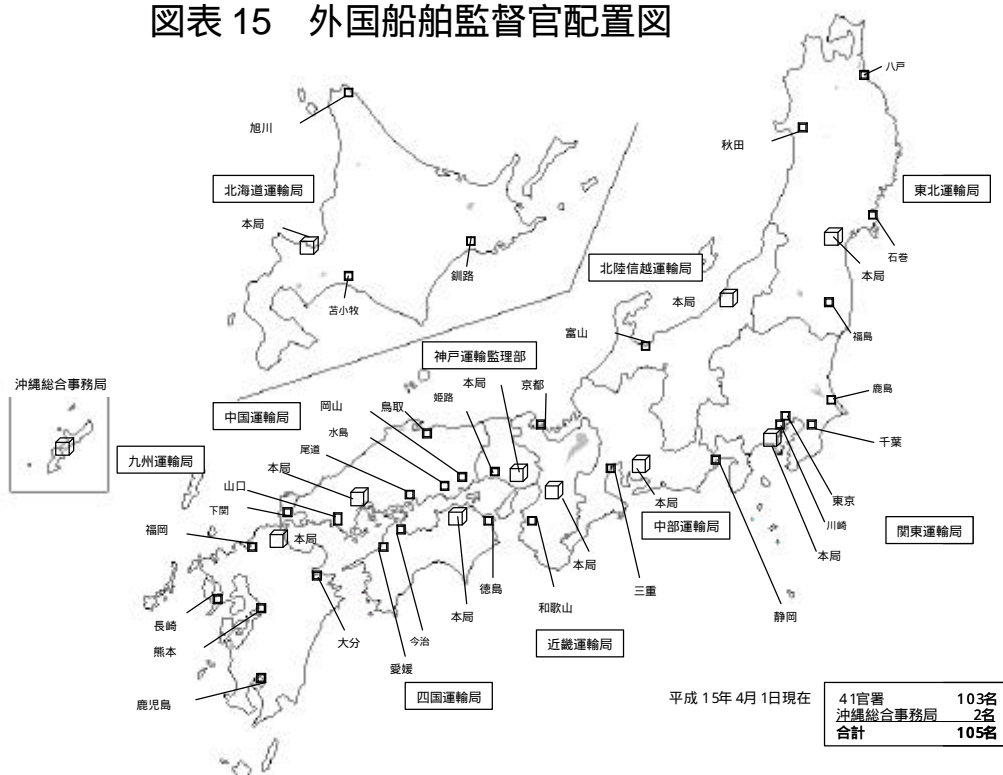 図表 15　外国船舶監督官配置図
八戸
旭川
秋田
北海道運輸局
東北運輸局
本局
石巻
本局
釧路
北陸信越運輸局
本局
苫小牧
富山
福島
神戸運輸監理部
沖縄総合事務局
本局
京都
鹿島
中国運輸局
岡山
鳥取
姫路
水島
千葉
九州運輸局
尾道
本局
山口
東京
本局
下関
中部運輸局
川崎
関東運輸局
福岡
本局
本局
本局
三重
長崎
徳島
和歌山
静岡
本局
熊本
大分
今治
近畿運輸局
愛媛
鹿児島
四国運輸局
平成 15年 4月 1日現在
41官署 103名
沖縄総合事務局 2名
合計 105名